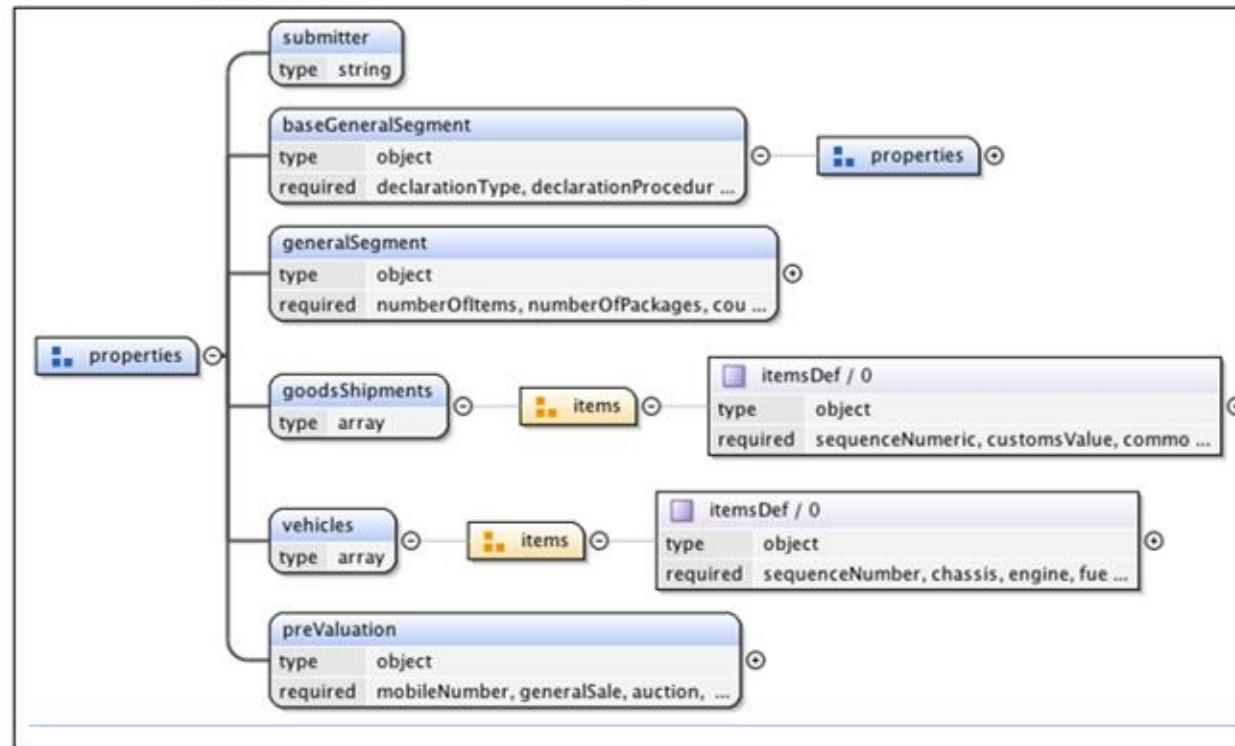 submitter
type string
baseGeneralSegment
type object
required declarationType, declarationProcedur ...
properties
generalSegment
type object
required numberOfItems, numberOfPackages, cou ...
properties
goodsShipments
type array
items
itemsDef / 0
type object
required sequenceNumeric, customsValue, commo ...
vehicles
type array
items
itemsDef / 0
type object
required sequenceNumber, chassis, engine, fue ...
preValuation
type object
required mobileNumber, generalSale, auction, ...